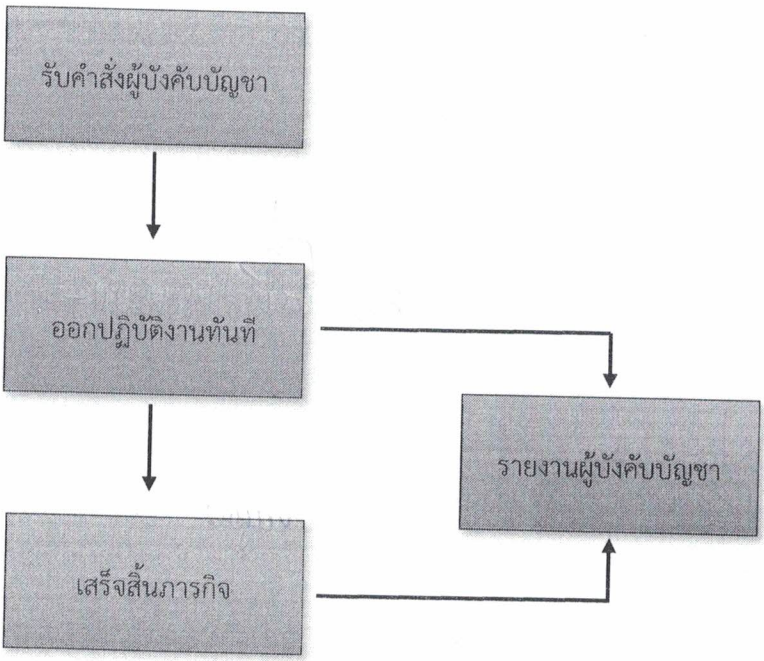 รับคำสั่งผู้บังคับบัญชา
ออกปฏิบัติงานทันที
รายงานผู้บังคับบัญชา
เสร็จสิ้นภารกิจ